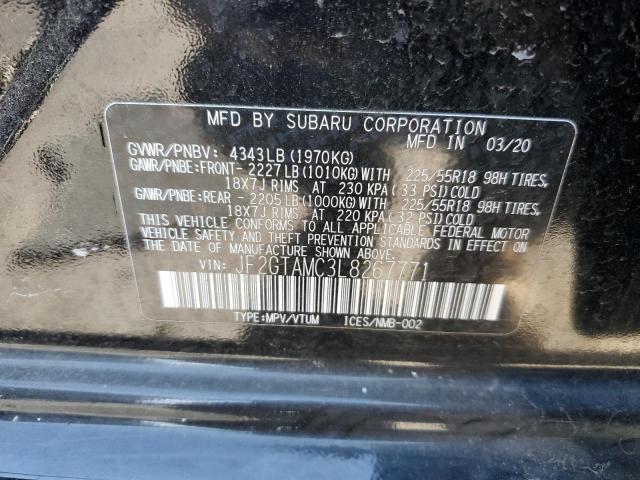 MFD BY SUBARU CORPORATION
MFD IN 03/20
GVWR/PNBV: 4343LB(1970KG)
GAWR/PNBE:FRONT-2227LB(1010KG)WITH 225/55R18 98H TIRES,
18X7J RIMS AT 230 KPA(33 PSI)COLD
GAWR/PNBE:REAR -2205LB(1000KG)WITH 225/55R18 98H TIRES,
18X7J RIMS AT 220 KPA(32 PSI)COLD
THIS VEHICLE CONFORMS TO ALL APPLICABLE FEDERAL MOTOR
VEHICLE SAFETY AND THEFT PREVENTION STANDARDS IN EFFECT ON
THE DATE OF MANUFACTURE SHOWN ABOVE.
VIN: JF2GTAMC3L8267771
TYPE:MPV/VTUM ICES/NMB-002